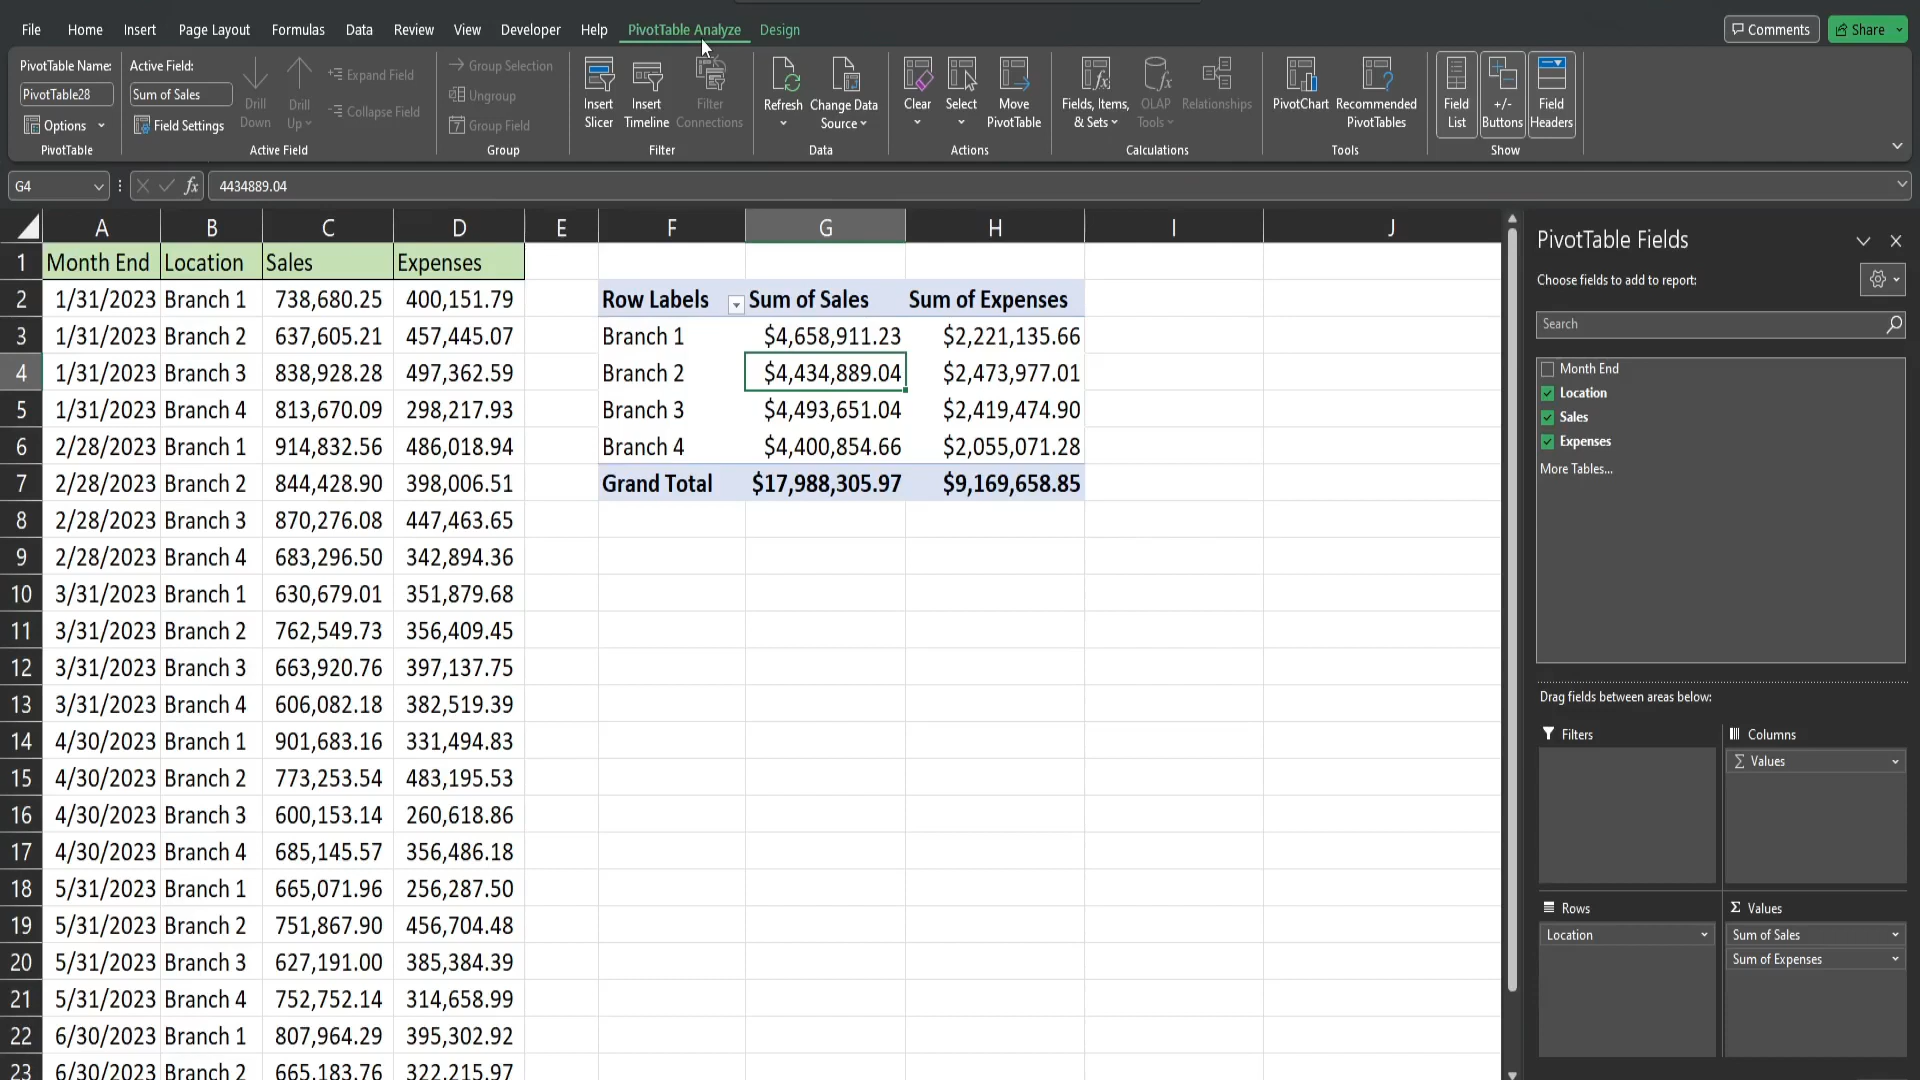 File Home Insert Page Layout Formulas Data Review View Developer Help PivotTable Analyze Design Comments Share
PivotTable Name:
PivotTable28
Options
PivotTable
Active Field:
Sum of Sales
Field Settings
Drill Down
Drill Up
Expand Field
Collapse Field
Active Field
Group Selection
Ungroup
Group Field
Group
Insert Slicer
Insert Timeline
Filter Connections
Filter
Refresh
Change Data Source
Data
Clear
Select
Move PivotTable
Actions
Fields, Items, & Sets
OLAP Tools
Relationships
Calculations
PivotChart
Recommended PivotTables
Tools
Field List
+/- Buttons
Field Headers
Show
G4 fx 4434889.04
A B C D E F G H I J
1 Month End Location Sales Expenses
2 1/31/2023 Branch 1 738,680.25 400,151.79 Row Labels Sum of Sales Sum of Expenses
3 1/31/2023 Branch 2 637,605.21 457,445.07 Branch 1 $4,658,911.23 $2,221,135.66
4 1/31/2023 Branch 3 838,928.28 497,362.59 Branch 2 $4,434,889.04 $2,473,977.01
5 1/31/2023 Branch 4 813,670.09 298,217.93 Branch 3 $4,493,651.04 $2,419,474.90
6 2/28/2023 Branch 1 914,832.56 486,018.94 Branch 4 $4,400,854.66 $2,055,071.28
7 2/28/2023 Branch 2 844,428.90 398,006.51 Grand Total $17,988,305.97 $9,169,658.85
8 2/28/2023 Branch 3 870,276.08 447,463.65
9 2/28/2023 Branch 4 683,296.50 342,894.36
10 3/31/2023 Branch 1 630,679.01 351,879.68
11 3/31/2023 Branch 2 762,549.73 356,409.45
12 3/31/2023 Branch 3 663,920.76 397,137.75
13 3/31/2023 Branch 4 606,082.18 382,519.39
14 4/30/2023 Branch 1 901,683.16 331,494.83
15 4/30/2023 Branch 2 773,253.54 483,195.53
16 4/30/2023 Branch 3 600,153.14 260,618.86
17 4/30/2023 Branch 4 685,145.57 356,486.18
18 5/31/2023 Branch 1 665,071.96 256,287.50
19 5/31/2023 Branch 2 751,867.90 456,704.48
20 5/31/2023 Branch 3 627,191.00 385,384.39
21 5/31/2023 Branch 4 752,752.14 314,658.99
22 6/30/2023 Branch 1 807,964.29 395,302.92
23 6/30/2023 Branch 2 665,183.76 322,215.97
PivotTable Fields
Choose fields to add to report:
Search
Month End
Location
Sales
Expenses
More Tables...
Drag fields between areas below:
Filters
Columns
Σ Values
Rows
Location
Σ Values
Sum of Sales
Sum of Expenses